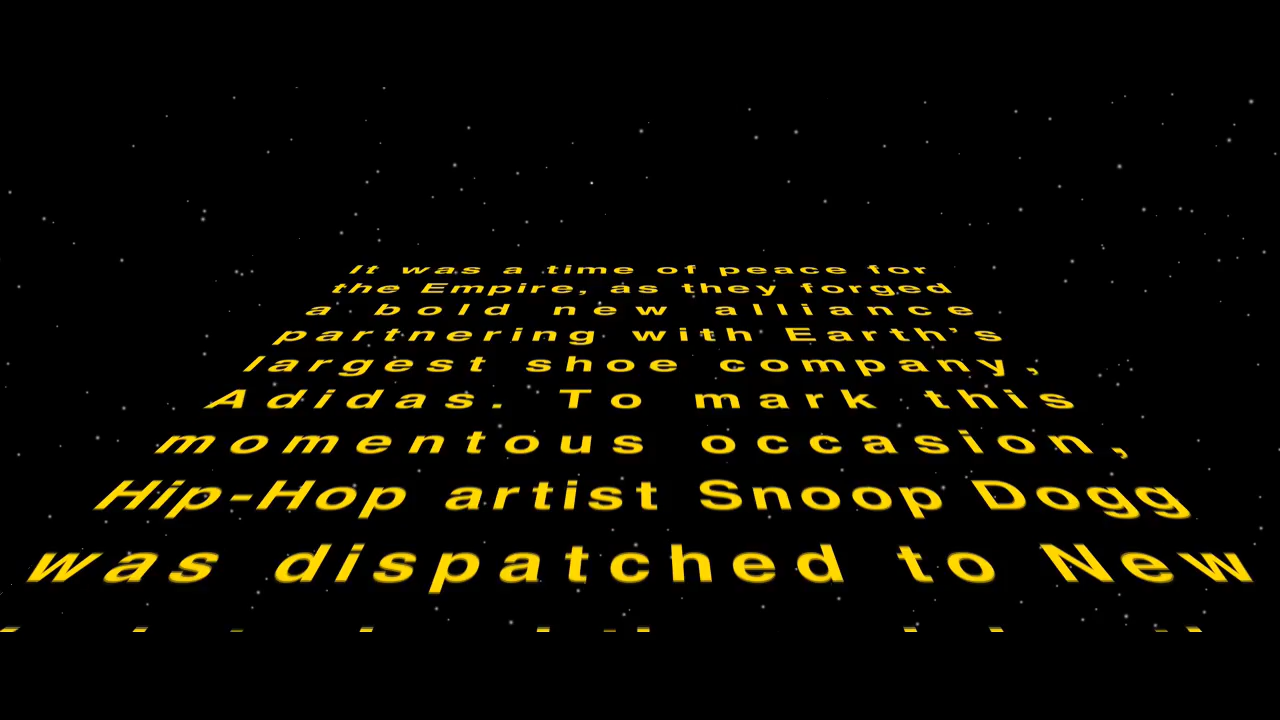 It was a time of peace for
the Empire, as they forged
a bold new alliance
partnering with Earth's
largest shoe company,
Adidas. To mark this
momentous occasion,
Hip-Hop artist Snoop Dogg
was dispatched to New